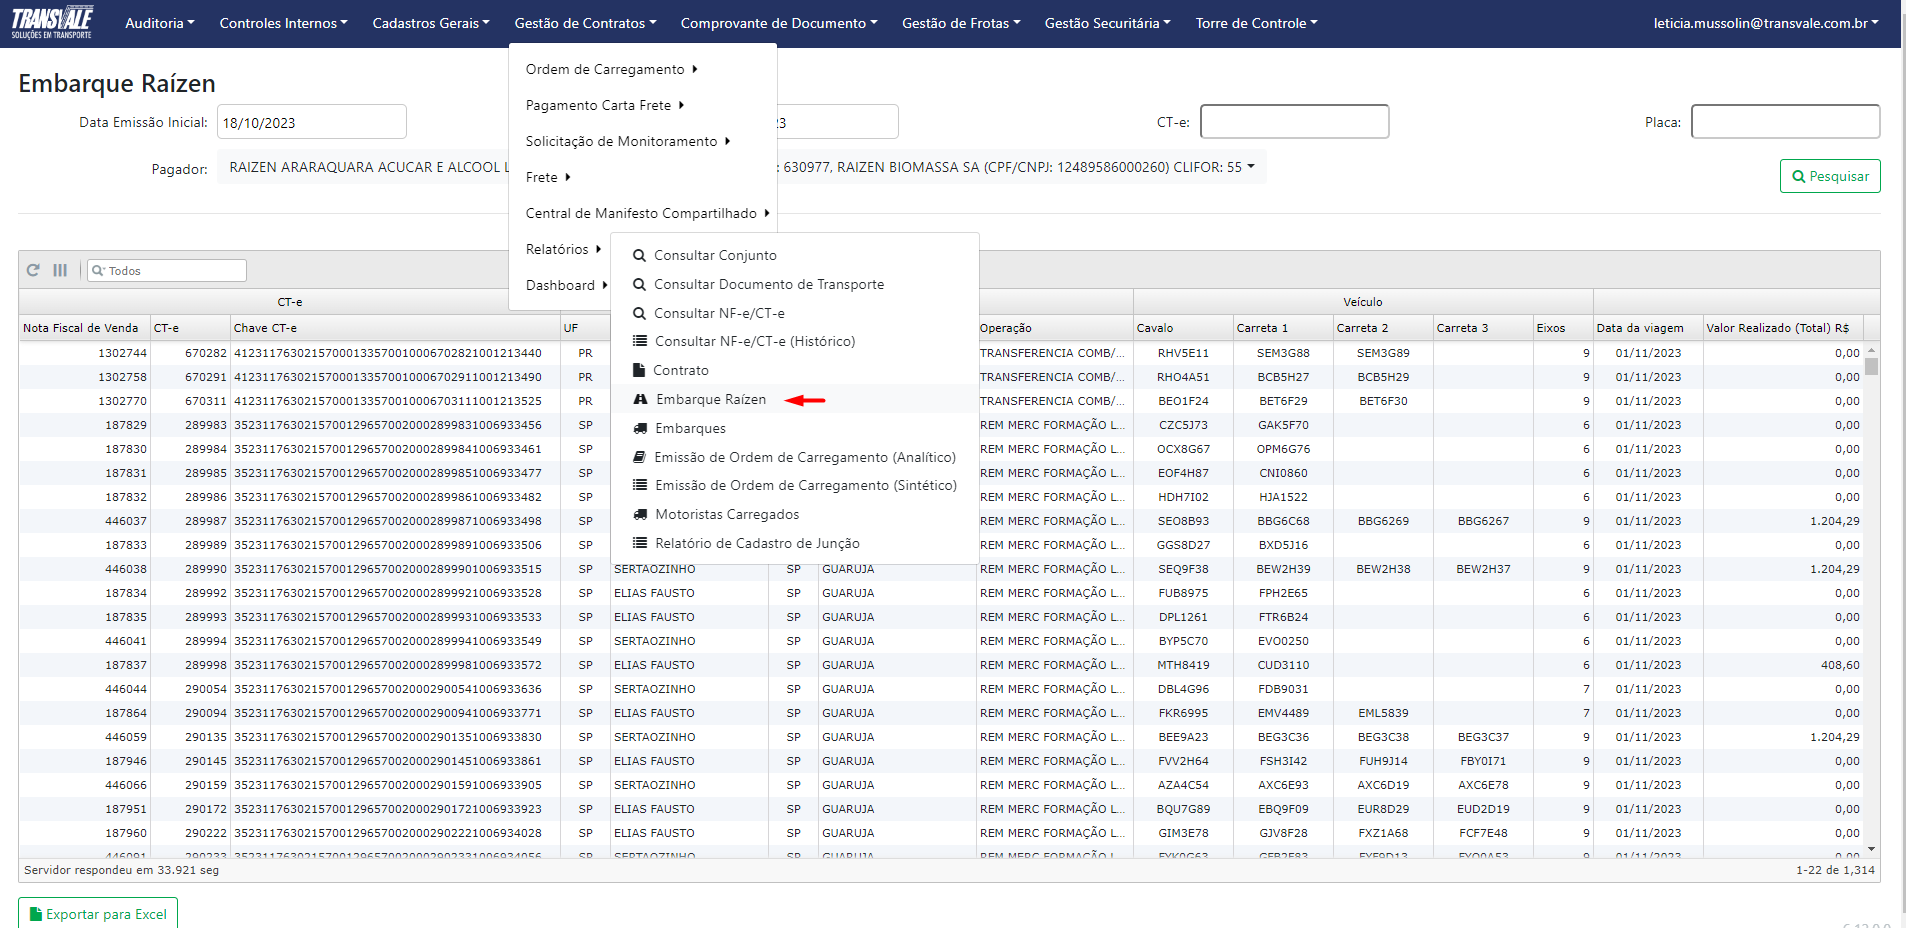 TRANSVALE
SOLUÇÕES EM TRANSPORTE
Auditoria Controles Internos Cadastros Gerais Gestão de Contratos Comprovante de Documento Gestão de Frotas Gestão Securitária Torre de Controle leticia.mussolin@transvale.com.br
Embarque Raízen
Data Emissão Inicial: 18/10/2023 CT-e: Placa:
Pagador: RAIZEN ARARAQUARA ACUCAR E ALCOOL L : 630977, RAIZEN BIOMASSA SA (CPF/CNPJ: 12489586000260) CLIFOR: 55
Pesquisar
Ordem de Carregamento
Pagamento Carta Frete
Solicitação de Monitoramento
Frete
Central de Manifesto Compartilhado
Relatórios
Dashboard
Consultar Conjunto
Consultar Documento de Transporte
Consultar NF-e/CT-e
Consultar NF-e/CT-e (Histórico)
Contrato
Embarque Raízen
Embarques
Emissão de Ordem de Carregamento (Analítico)
Emissão de Ordem de Carregamento (Sintético)
Motoristas Carregados
Relatório de Cadastro de Junção
Todos
CT-e Veículo
Nota Fiscal de Venda CT-e Chave CT-e UF Operação Cavalo Carreta 1 Carreta 2 Carreta 3 Eixos Data da viagem Valor Realizado (Total) R$
1302744 670282 41231176302157000133570010006702821001213440 PR TRANSFERENCIA COMB/... RHV5E11 SEM3G88 SEM3G89 9 01/11/2023 0,00
1302758 670291 41231176302157000133570010006702911001213490 PR TRANSFERENCIA COMB/... RHO4A51 BCB5H27 BCB5H29 9 01/11/2023 0,00
1302770 670311 41231176302157000133570010006703111001213525 PR TRANSFERENCIA COMB/... BEO1F24 BET6F29 BET6F30 9 01/11/2023 0,00
187829 289983 35231176302157001296570020002899831006933456 SP REM MERC FORMAÇÃO L... CZC5J73 GAK5F70 6 01/11/2023 0,00
187830 289984 35231176302157001296570020002899841006933461 SP REM MERC FORMAÇÃO L... OCX8G67 OPM6G76 6 01/11/2023 0,00
187831 289985 35231176302157001296570020002899851006933477 SP REM MERC FORMAÇÃO L... EOF4H87 CNI0860 6 01/11/2023 0,00
187832 289986 35231176302157001296570020002899861006933482 SP REM MERC FORMAÇÃO L... HDH7I02 HJA1522 6 01/11/2023 0,00
446037 289987 35231176302157001296570020002899871006933498 SP REM MERC FORMAÇÃO L... SEO8B93 BBG6C68 BBG6269 BBG6267 9 01/11/2023 1.204,29
187833 289989 35231176302157001296570020002899891006933506 SP REM MERC FORMAÇÃO L... GGS8D27 BXD5J16 6 01/11/2023 0,00
446038 289990 35231176302157001296570020002899901006933515 SP SERTAOZINHO SP GUARUJA REM MERC FORMAÇÃO L... SEQ9F38 BEW2H39 BEW2H38 BEW2H37 9 01/11/2023 1.204,29
187834 289992 35231176302157001296570020002899921006933528 SP ELIAS FAUSTO SP GUARUJA REM MERC FORMAÇÃO L... FUB8975 FPH2E65 6 01/11/2023 0,00
187835 289993 35231176302157001296570020002899931006933533 SP ELIAS FAUSTO SP GUARUJA REM MERC FORMAÇÃO L... DPL1261 FTR6B24 6 01/11/2023 0,00
446041 289994 35231176302157001296570020002899941006933549 SP SERTAOZINHO SP GUARUJA REM MERC FORMAÇÃO L... BYP5C70 EVO0250 6 01/11/2023 0,00
187837 289998 35231176302157001296570020002899981006933572 SP ELIAS FAUSTO SP GUARUJA REM MERC FORMAÇÃO L... MTH8419 CUD3110 6 01/11/2023 408,60
446044 290054 35231176302157001296570020002900541006933636 SP SERTAOZINHO SP GUARUJA REM MERC FORMAÇÃO L... DBL4G96 FDB9031 7 01/11/2023 0,00
187864 290094 35231176302157001296570020002900941006933771 SP ELIAS FAUSTO SP GUARUJA REM MERC FORMAÇÃO L... FKR6995 EMV4489 EML5839 7 01/11/2023 0,00
446059 290135 35231176302157001296570020002901351006933830 SP SERTAOZINHO SP GUARUJA REM MERC FORMAÇÃO L... BEE9A23 BEG3C36 BEG3C38 BEG3C37 9 01/11/2023 1.204,29
187946 290145 35231176302157001296570020002901451006933861 SP ELIAS FAUSTO SP GUARUJA REM MERC FORMAÇÃO L... FVV2H64 FSH3I42 FUH9J14 FBY0I71 9 01/11/2023 0,00
446066 290159 35231176302157001296570020002901591006933905 SP SERTAOZINHO SP GUARUJA REM MERC FORMAÇÃO L... AZA4C54 AXC6E93 AXC6D19 AXC6E78 9 01/11/2023 0,00
187951 290172 35231176302157001296570020002901721006933923 SP ELIAS FAUSTO SP GUARUJA REM MERC FORMAÇÃO L... BQU7G89 EBQ9F09 EUR8D29 EUD2D19 9 01/11/2023 0,00
187960 290222 35231176302157001296570020002902221006934028 SP ELIAS FAUSTO SP GUARUJA REM MERC FORMAÇÃO L... GIM3E78 GJV8F28 FXZ1A68 FCF7E48 9 01/11/2023 0,00
Servidor respondeu em 33.921 seg 1-22 de 1,314
Exportar para Excel